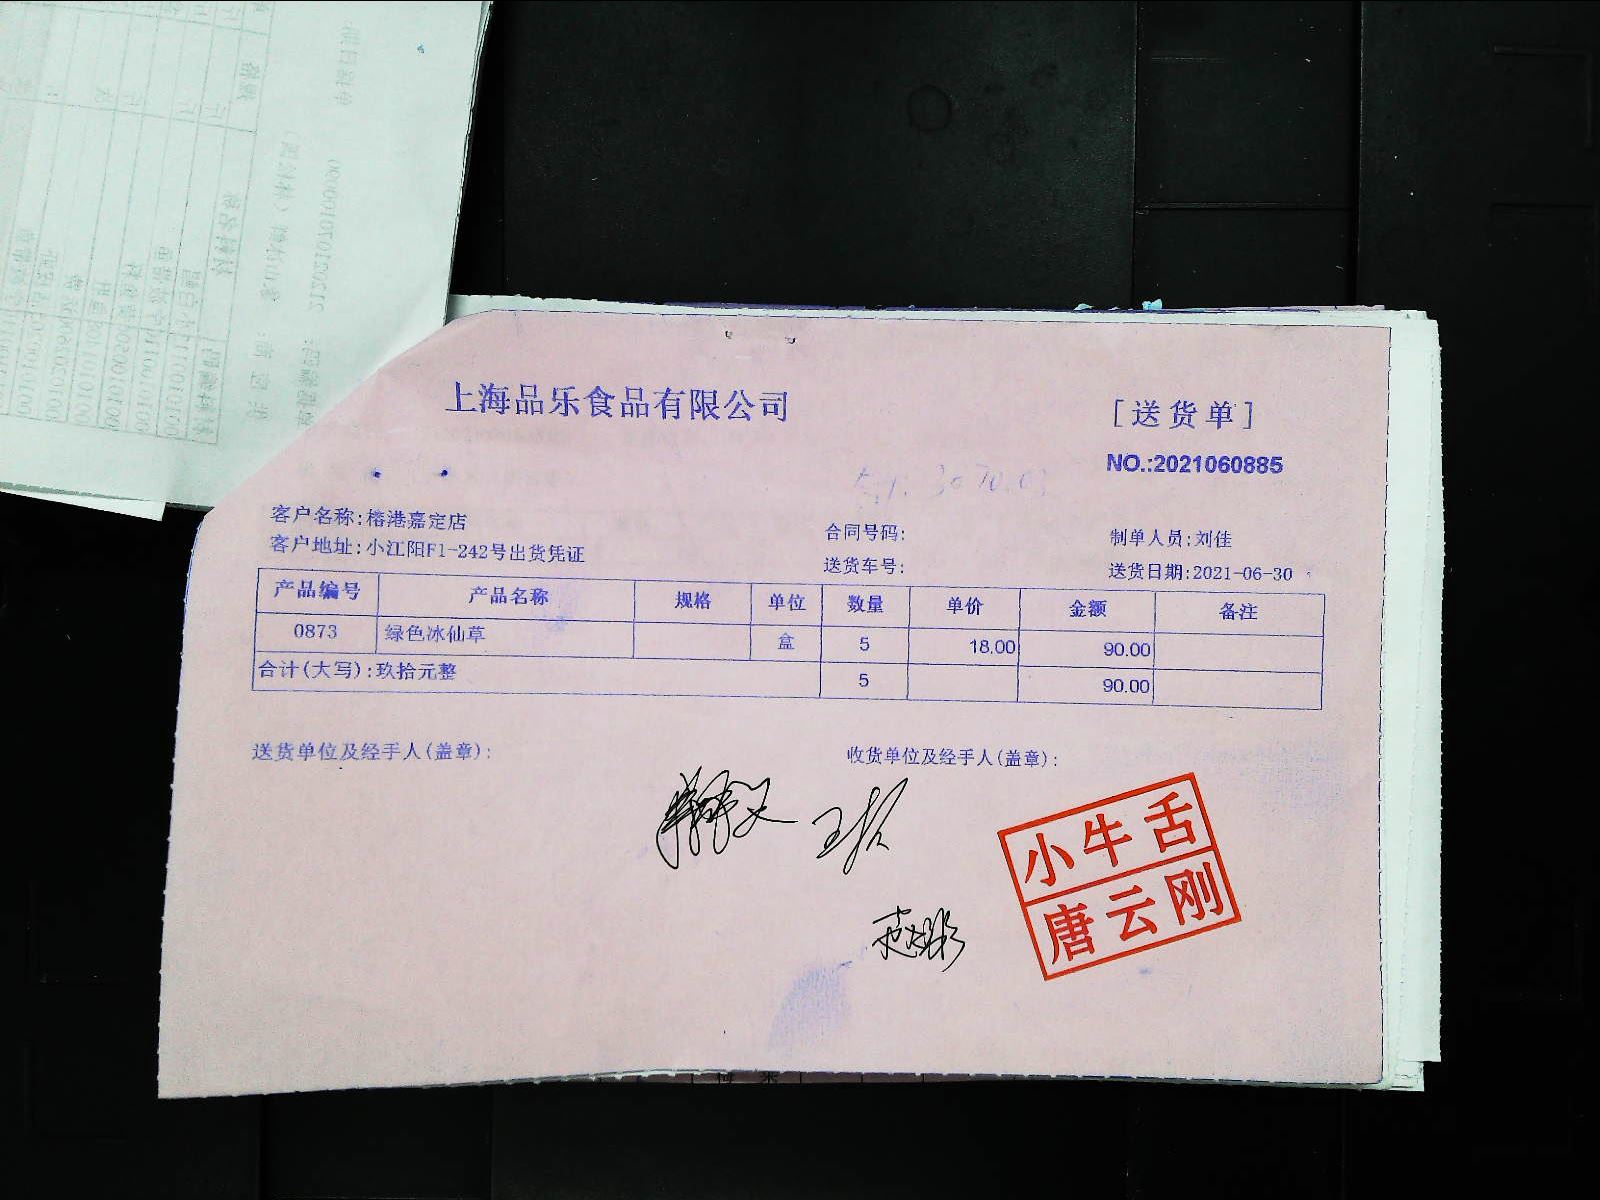 上海品乐食品有限公司
[送货单]
NO.:2021060885
客户名称:榕港嘉定店
合同号码:
制单人员:刘佳
客户地址:小江阳F1-242号出货凭证
送货车号:
送货日期:2021-06-30
产品编号 产品名称 规格 单位 数量 单价 金额 备注
0873 绿色冰仙草 盒 5 18.00 90.00
合计(大写):玖拾元整 5 90.00
送货单位及经手人(盖章):
收货单位及经手人(盖章):
小牛舌
唐云刚